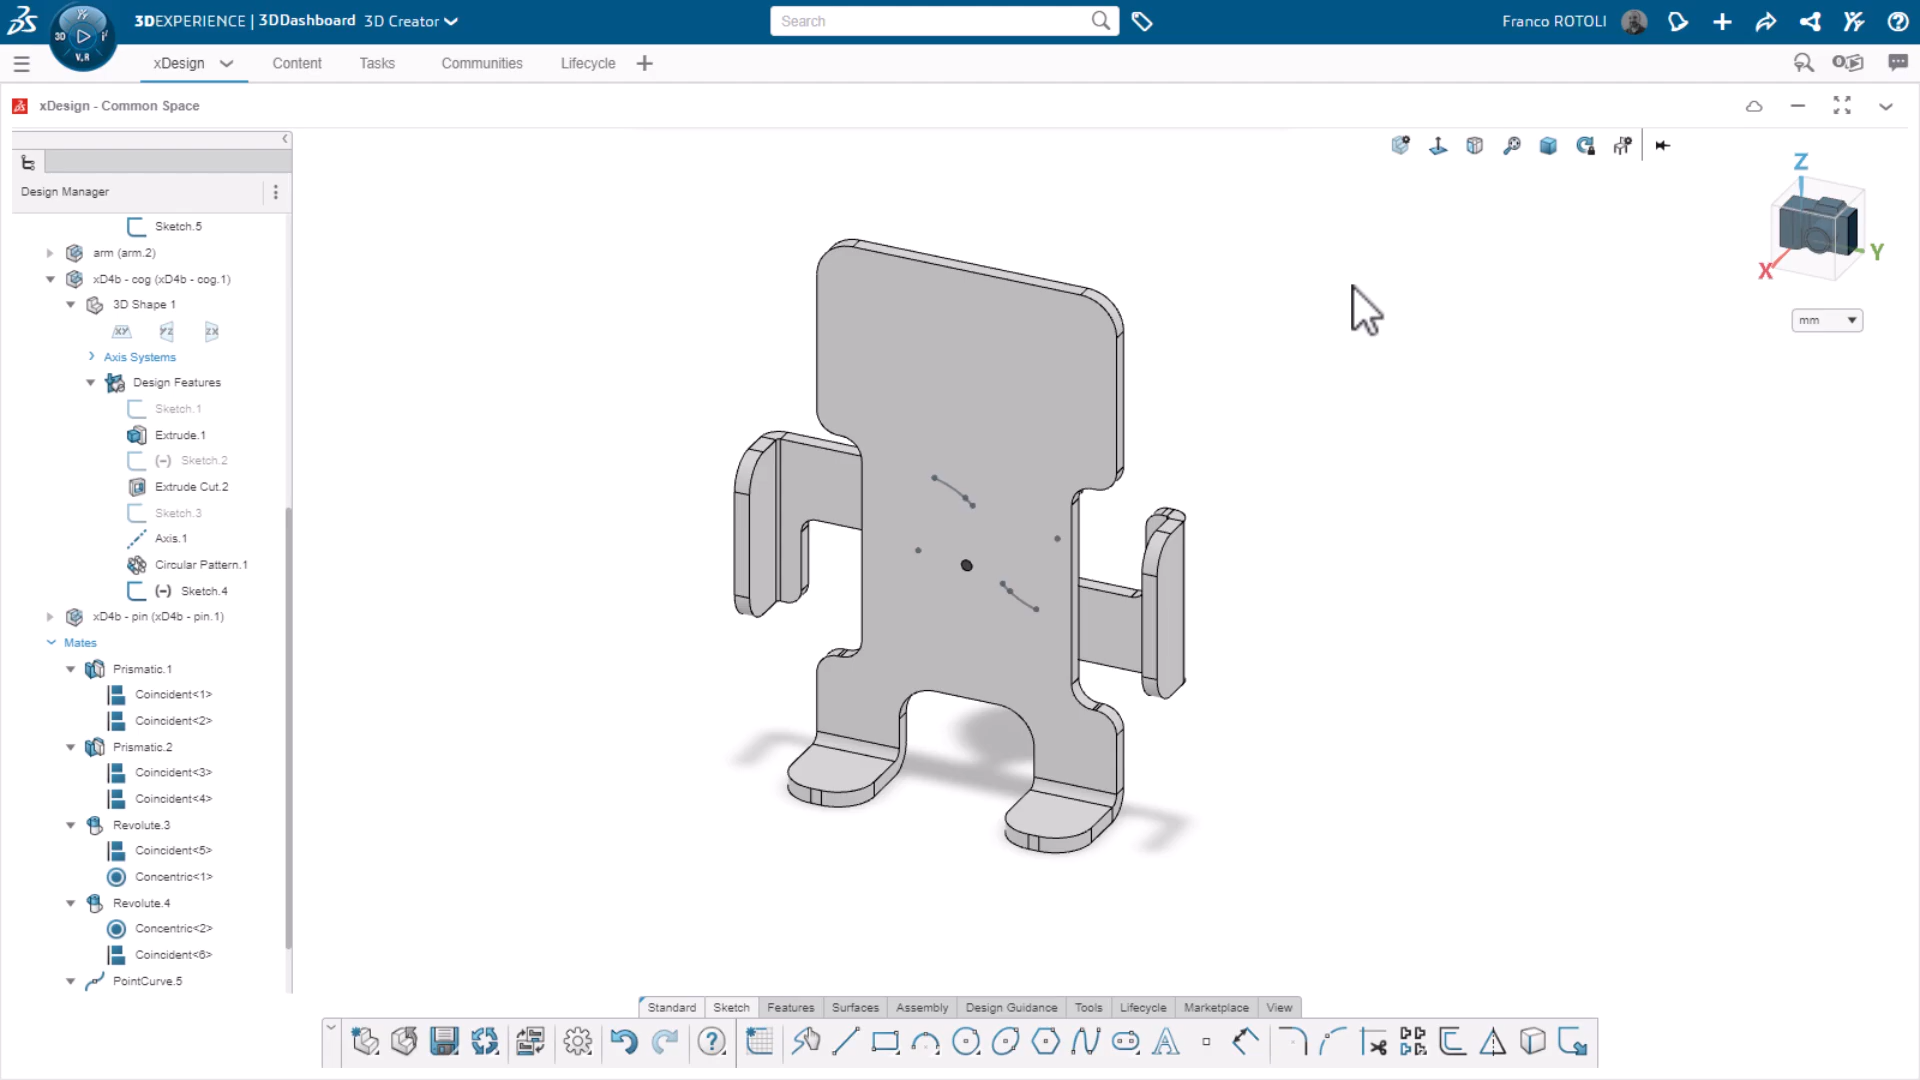 3DEXPERIENCE | 3DDashboard 3D Creator
Search
Franco ROTOLI
3D
V.R
xDesign
Content
Tasks
Communities
Lifecycle
xDesign - Common Space
Design Manager
Sketch.5
arm (arm.2)
xD4b - cog (xD4b - cog.1)
3D Shape 1
XY
YZ
ZX
Axis Systems
Design Features
Sketch.1
Extrude.1
(-) Sketch.2
Extrude Cut.2
Sketch.3
Axis.1
Circular Pattern.1
(-) Sketch.4
xD4b - pin (xD4b - pin.1)
Mates
Prismatic.1
Coincident<1>
Coincident<2>
Prismatic.2
Coincident<3>
Coincident<4>
Revolute.3
Coincident<5>
Concentric<1>
Revolute.4
Concentric<2>
Coincident<6>
PointCurve.5
Z
Y
X
mm
Standard
Sketch
Features
Surfaces
Assembly
Design Guidance
Tools
Lifecycle
Marketplace
View